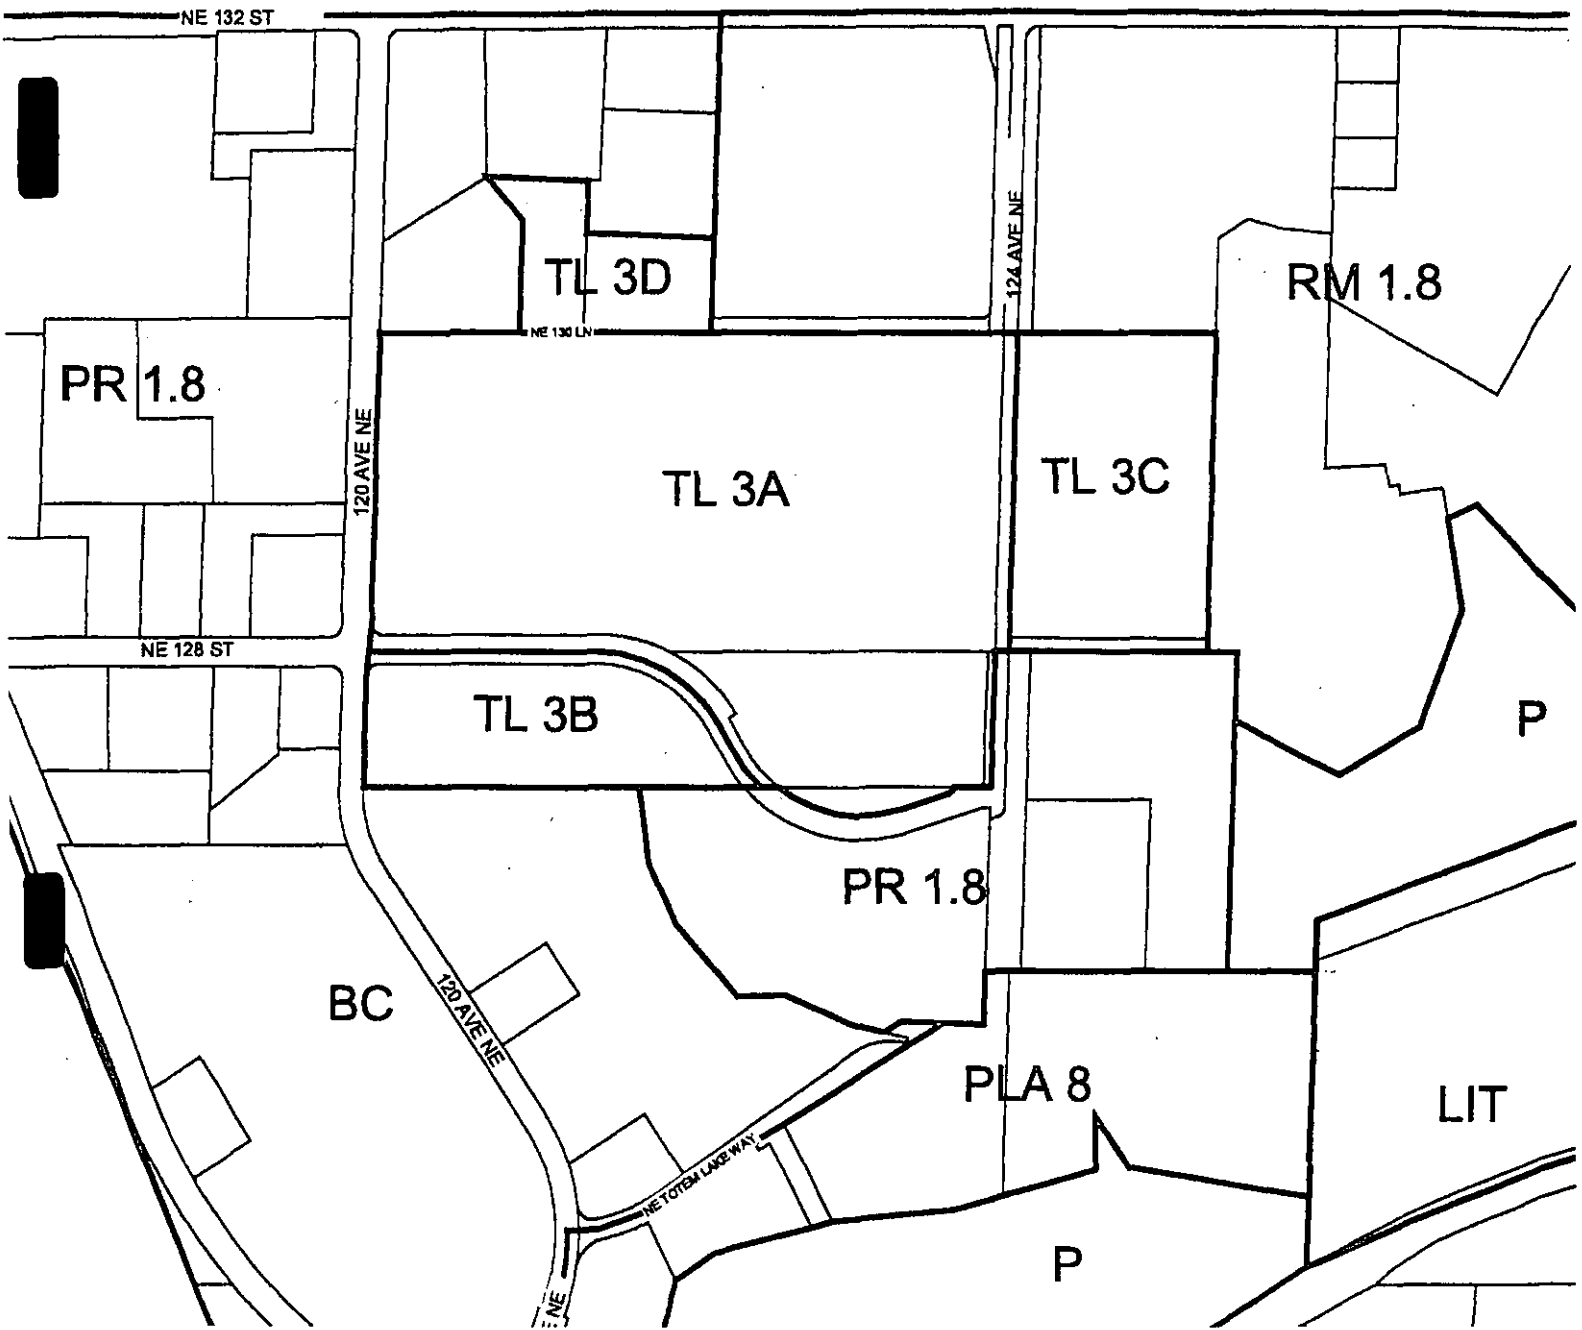 NE 132 ST
124 AVE NE
TL 3D
RM 1.8
NE 130 LN
PR 1.8
120 AVE NE
TL 3A
TL 3C
NE 128 ST
TL 3B
P
PR 1.8
BC
120 AVE NE
PLA 8
LIT
NE TOTEM LAKE WAY
P
NE